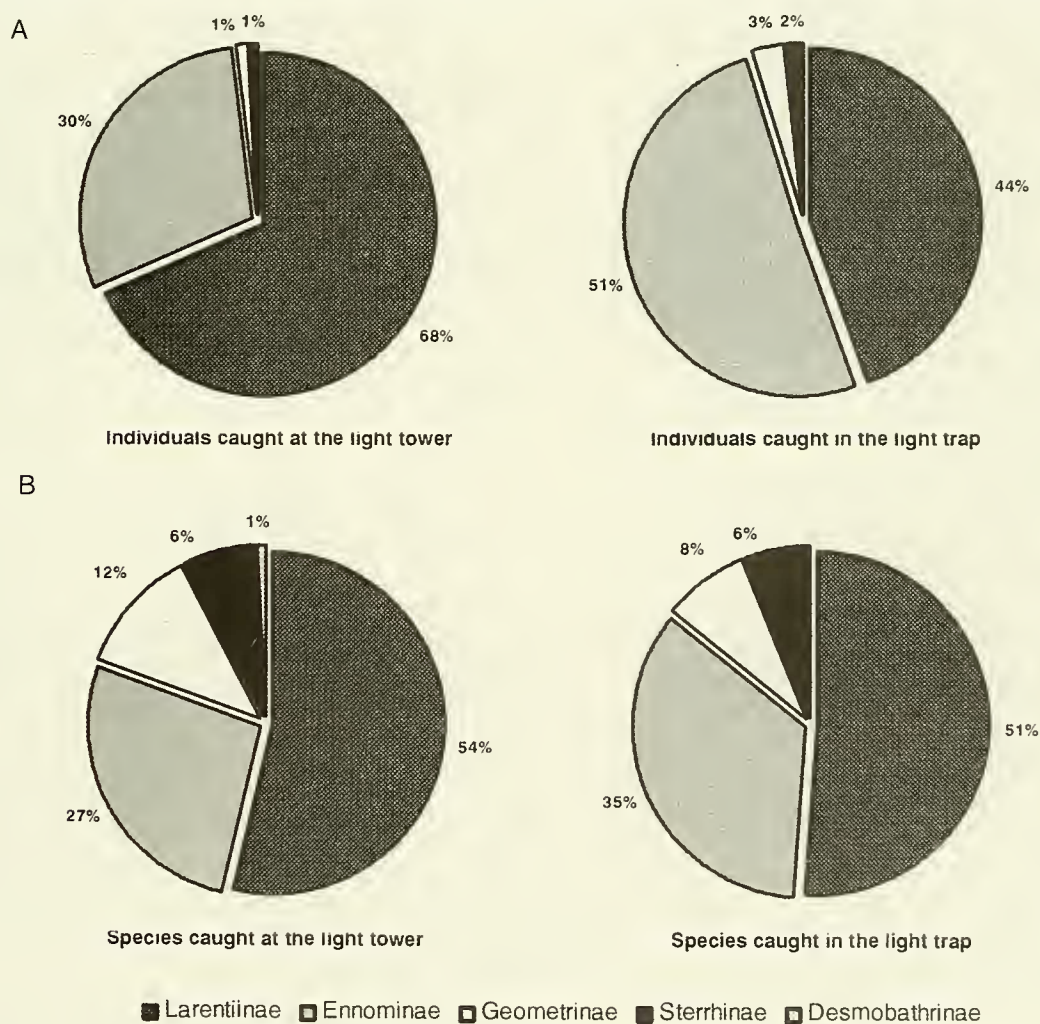 A
1% 1%
30%
68%
Individuals caught at the light tower
3% 2%
44%
51%
Individuals caught in the light trap
B
1%
6%
12%
54%
27%
Species caught at the light tower
6%
8%
51%
35%
Species caught in the light trap
Larentiinae Ennominae Geometrinae Sterrhinae Desmobathrinae